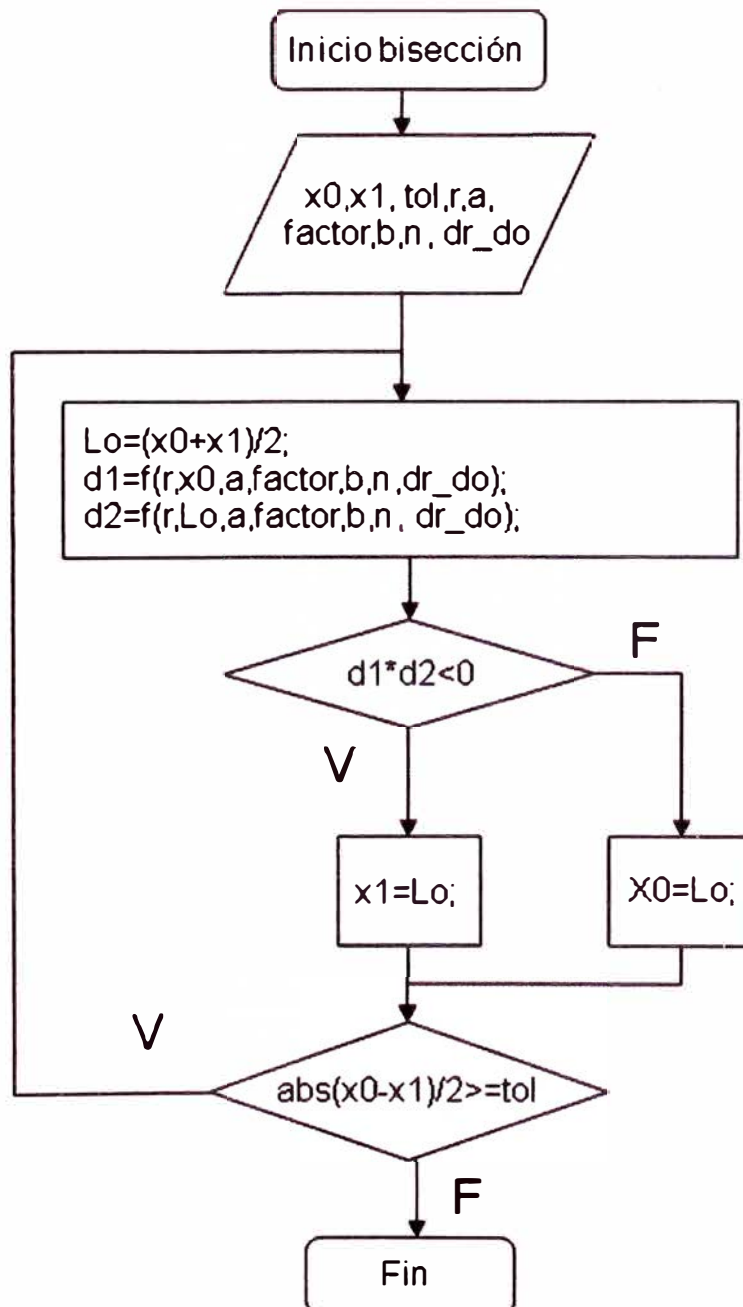 Inicio bisección
x0,x1, tol,r,a,
factor,b,n, dr_do
Lo=(x0+x1)/2;
d1=f(r,x0,a,factor,b,n,dr_do);
d2=f(r,Lo,a,factor,b,n, dr_do);
d1*d2<0
F
V
x1=Lo;
X0=Lo;
V
abs(x0-x1)/2>=tol
F
Fin